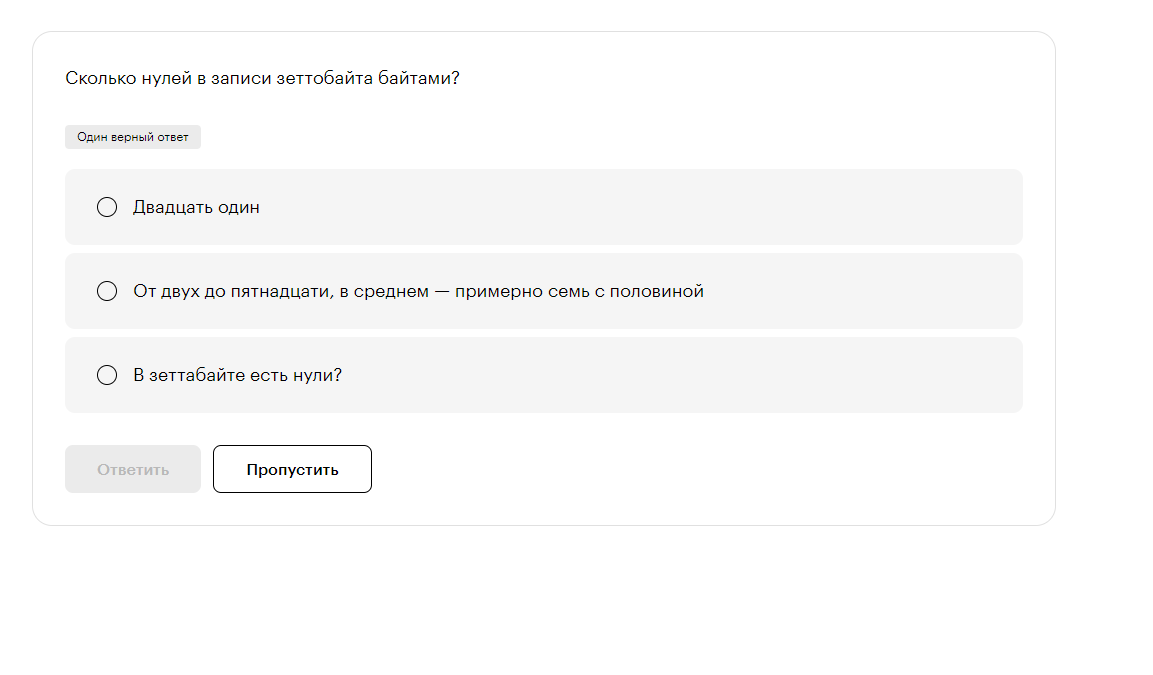 Сколько нулей в записи зеттобайта байтами?
Один верный ответ
Двадцать один
От двух до пятнадцати, в среднем — примерно семь с половиной
В зеттабайте есть нули?
Ответить
Пропустить